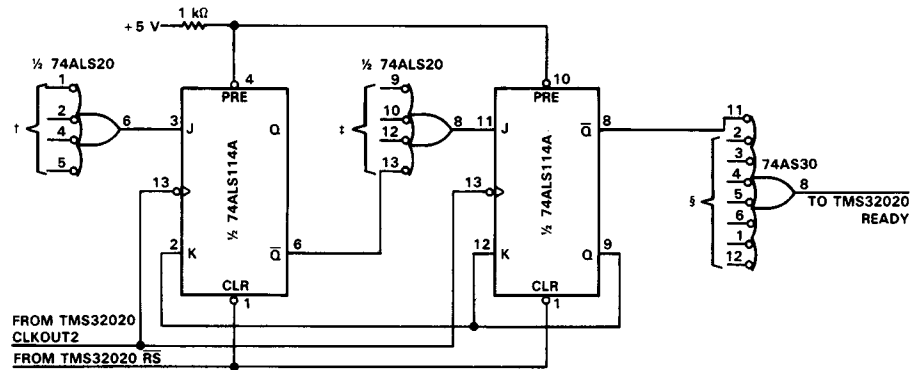 +5 V
1 kΩ
½ 74ALS20
1
2
4
5
†
6
3
J
4
PRE
Q
13
½ 74ALS114A
2
K
Q̅
6
CLR
1
½ 74ALS20
9
10
12
13
‡
8
11
J
10
PRE
Q̅
8
13
½ 74ALS114A
12
K
Q
9
CLR
1
11
2
3
4
5
6
1
12
§
74AS30
8
TO TMS32020
READY
FROM TMS32020
CLKOUT2
FROM TMS32020 R̅S̅